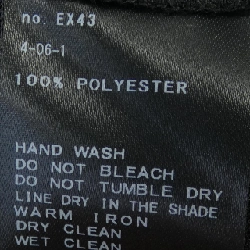 no. EX43
4-06-1
100% POLYESTER
HAND WASH
DO NOT BLEACH
DO NOT TUMBLE DRY
LINE DRY IN THE SHADE
WARM IRON
DRY CLEAN
WET CLEAN